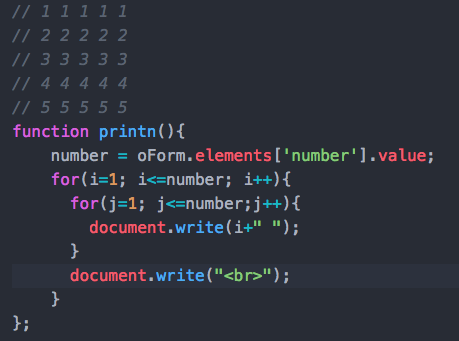 // 1 1 1 1 1
// 2 2 2 2 2
// 3 3 3 3 3
// 4 4 4 4 4
// 5 5 5 5 5
function printn(){
    number = oForm.elements['number'].value;
    for(i=1; i<=number; i++){
      for(j=1; j<=number;j++){
        document.write(i+" ");
      }
      document.write("<br>");
    }
};